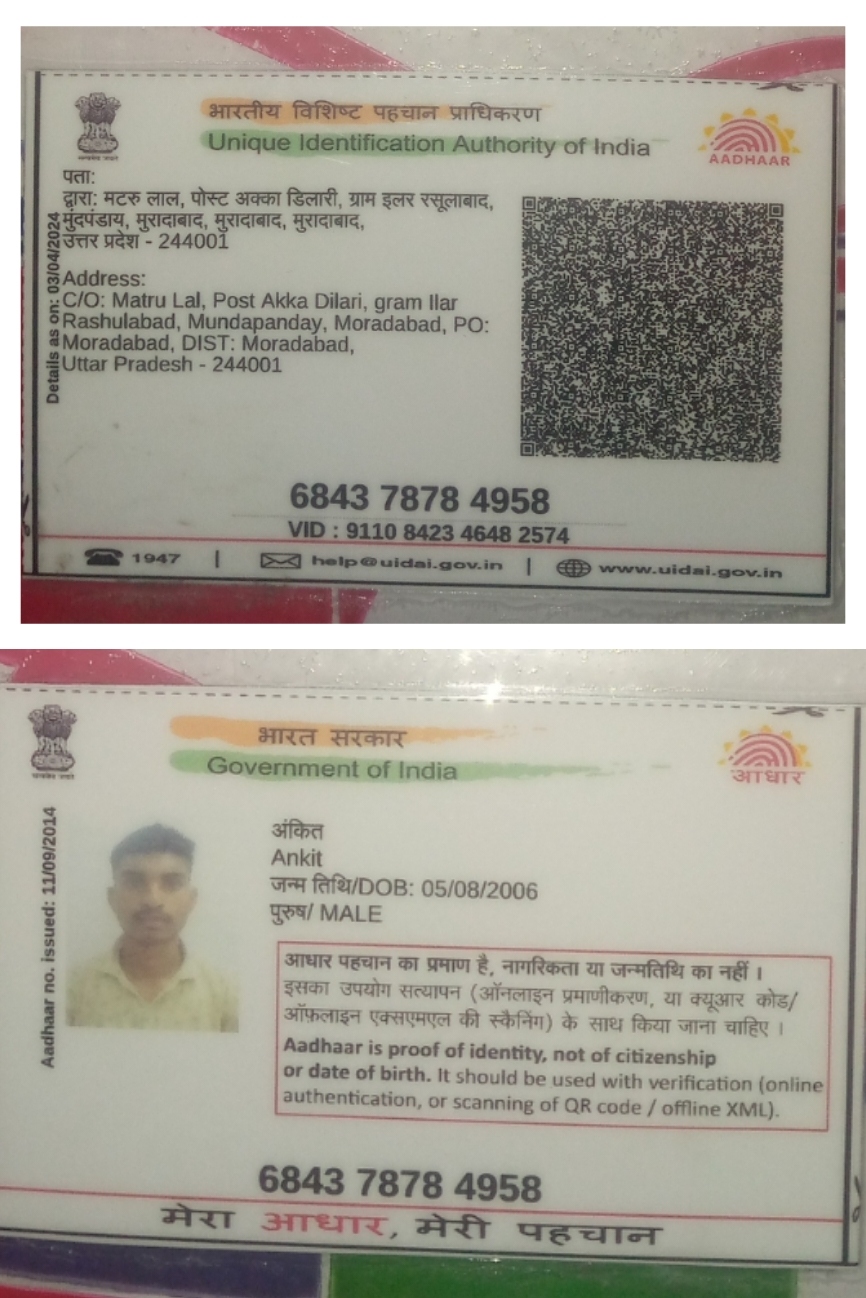 भारतीय विशिष्ट पहचान प्राधिकरण
Unique Identification Authority of India
AADHAAR
पता:
द्वारा: मटरु लाल, पोस्ट अक्का डिलारी, ग्राम इलर रसूलाबाद,
मुंदपंडाय, मुरादाबाद, मुरादाबाद, मुरादाबाद,
उत्तर प्रदेश - 244001
Address:
C/O: Matru Lal, Post Akka Dilari, gram Ilar
Rashulabad, Mundapanday, Moradabad, PO:
Moradabad, DIST: Moradabad,
Uttar Pradesh - 244001
Details as on: 03/04/2024
6843 7878 4958
VID : 9110 8423 4648 2574
1947 | help@uidai.gov.in | www.uidai.gov.in
भारत सरकार
Government of India
आधार
Aadhaar no. issued: 11/09/2014
अंकित
Ankit
जन्म तिथि/DOB: 05/08/2006
पुरुष/ MALE
आधार पहचान का प्रमाण है, नागरिकता या जन्मतिथि का नहीं ।
इसका उपयोग सत्यापन (ऑनलाइन प्रमाणीकरण, या क्यूआर कोड/
ऑफ़लाइन एक्सएमएल की स्कैनिंग) के साथ किया जाना चाहिए ।
Aadhaar is proof of identity, not of citizenship
or date of birth. It should be used with verification (online
authentication, or scanning of QR code / offline XML).
6843 7878 4958
मेरा आधार, मेरी पहचान